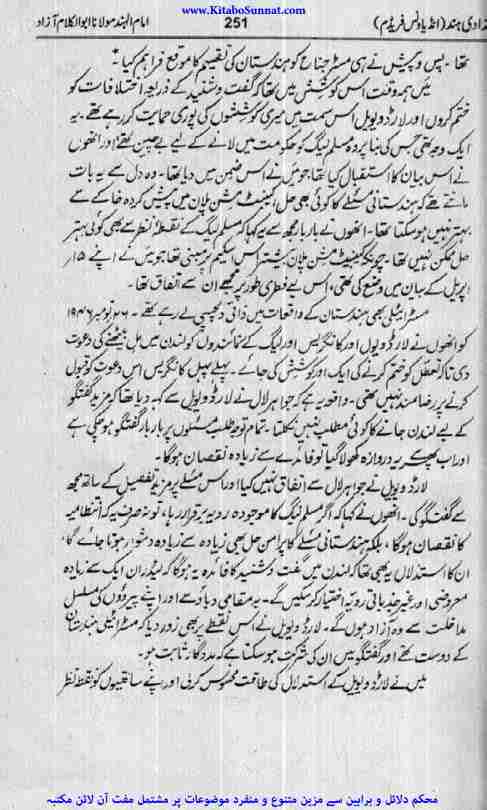 www.KitaboSunnat.com
زادی ہند (انڈیا ونس فریڈم) 251 امام الہند مولانا ابوالکلام آزاد
تھا۔ پس و پیش نے ہی مسٹر جناح کو ہندستان کی تقسیم کا موقع فراہم کیا۔*
میں ہمہ وقت اس کوشش میں تھا کہ گفت و شنید کے ذریعہ اختلافات کو
ختم کروں اور لارڈ ویویل اس سمت میں میری کوششوں کی پوری حمایت کر رہے تھے۔ یہ
ایک وجہ تھی جس کی بنا پر وہ مسلم لیگ کو حکومت میں لانے کے لیے بے چین تھے اور انھوں
نے اس بیان کا استقبال کیا تھا جو میں نے اس ضمن میں دیا تھا۔ وہ دل سے یہ بات
مانتے تھے کہ ہندستانی مسئلے کا کوئی بھی حل کیبنٹ مشن پلان میں پیش کردہ خاکے سے
بہتر نہیں ہو سکتا تھا۔ انھوں نے بار بار مجھ سے یہ کہا کہ مسلم لیگ کے نقطۂ نظر سے بھی کوئی بہتر
حل ممکن نہیں تھا۔ چونکہ کیبنٹ مشن پلان بیشتر اس اسکیم پر مبنی تھا جو میں نے اپنے ۱۵
اپریل کے بیان میں وضع کی تھی، اس لیے فطری طور پر مجھے ان سے اتفاق تھا۔
مسٹر ایٹلی بھی ہندستان کے واقعات میں ذاتی دلچسپی لے رہے تھے۔ ۲۶ نومبر ۱۹۴۶
کو انھوں نے لارڈ ویویل اور کانگریس اور لیگ کے نمائندوں کو لندن میں مل بیٹھنے کی دعوت
دی تاکہ تعطل کو ختم کرنے کی ایک اور کوشش کی جائے۔ پہلے پہل کانگریس اس دعوت کو قبول
کرنے پر رضامند نہیں تھی۔ واقعہ یہ ہے کہ جواہر لال نے لارڈ ویویل سے کہہ دیا تھا کہ مزید گفتگو
کے لیے لندن جانے کا کوئی مطلب نہیں نکلتا۔ تمام توجہ طلب مسئلوں پر بار بار گفتگو ہو چکی ہے
اور اب پھر سے یہ دروازہ کھولا گیا تو فائدے سے زیادہ نقصان ہوگا۔
لارڈ ویویل نے جواہر لال سے اتفاق نہیں کیا اور اس مسئلے پر مزید تفصیل کے ساتھ مجھ
سے گفتگو کی۔ انھوں نے کہا کہ اگر مسلم لیگ کا موجودہ رویہ برقرار رہا، تو نہ صرف یہ کہ انتظامیہ
کا نقصان ہوگا، بلکہ ہندستانی مسئلے کا پر امن حل بھی زیادہ سے زیادہ دشوار ہوتا جائے گا،
ان کا استدلال یہ بھی تھا کہ لندن میں گفت و شنید کا فائدہ یہ ہوگا کہ لیڈران ایک سے زیادہ
معروضی اور غیر جذباتی رویہ اختیار کر سکیں گے۔ یہ مقامی دباؤ سے اور اپنے پیروؤں کی مسلسل
مداخلت سے وہ آزاد ہوں گے۔ لارڈ ویویل نے اس نقطے پر بھی زور دیا کہ مسٹر ایٹلی ہندستان
کے دوست تھے اور گفتگو میں ان کی شرکت ہو سکتا ہے کہ مددگار ثابت ہو۔
میں نے لارڈ ویویل کے استدلال کی طاقت محسوس کر لی اور اپنے ساتھیوں کو نقطۂ نظر
محکم دلائل و براہین سے مزین متنوع و منفرد موضوعات پر مشتمل مفت آن لائن مکتبہ